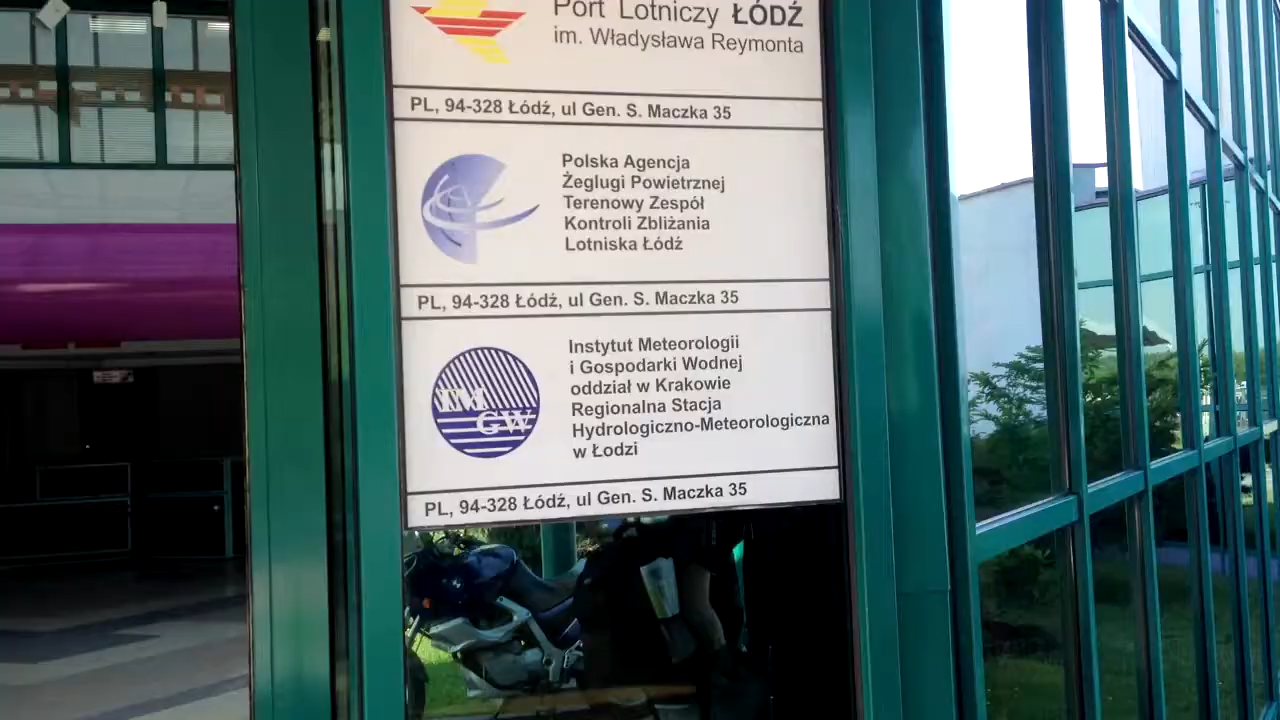 Port Lotniczy ŁÓDŹ
im. Władysława Reymonta
PL, 94-328 Łódź, ul Gen. S. Maczka 35
Polska Agencja
Żeglugi Powietrznej
Terenowy Zespół
Kontroli Zbliżania
Lotniska Łódź
PL, 94-328 Łódź, ul Gen. S. Maczka 35
IM
GW
Instytut Meteorologii
i Gospodarki Wodnej
oddział w Krakowie
Regionalna Stacja
Hydrologiczno-Meteorologiczna
w Łodzi
PL, 94-328 Łódź, ul Gen. S. Maczka 35